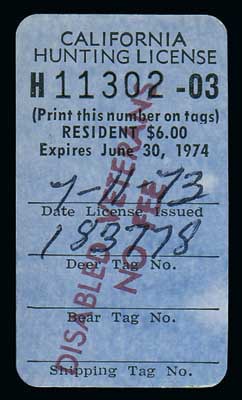 CALIFORNIA
HUNTING LICENSE
H 11302 -03
(Print this number on tags)
RESIDENT $6.00
Expires June 30, 1974
7-11-73
Date License Issued
183778
Deer Tag No.
Bear Tag No.
Shipping Tag No.
DISABLED VETERANS
NO FEE